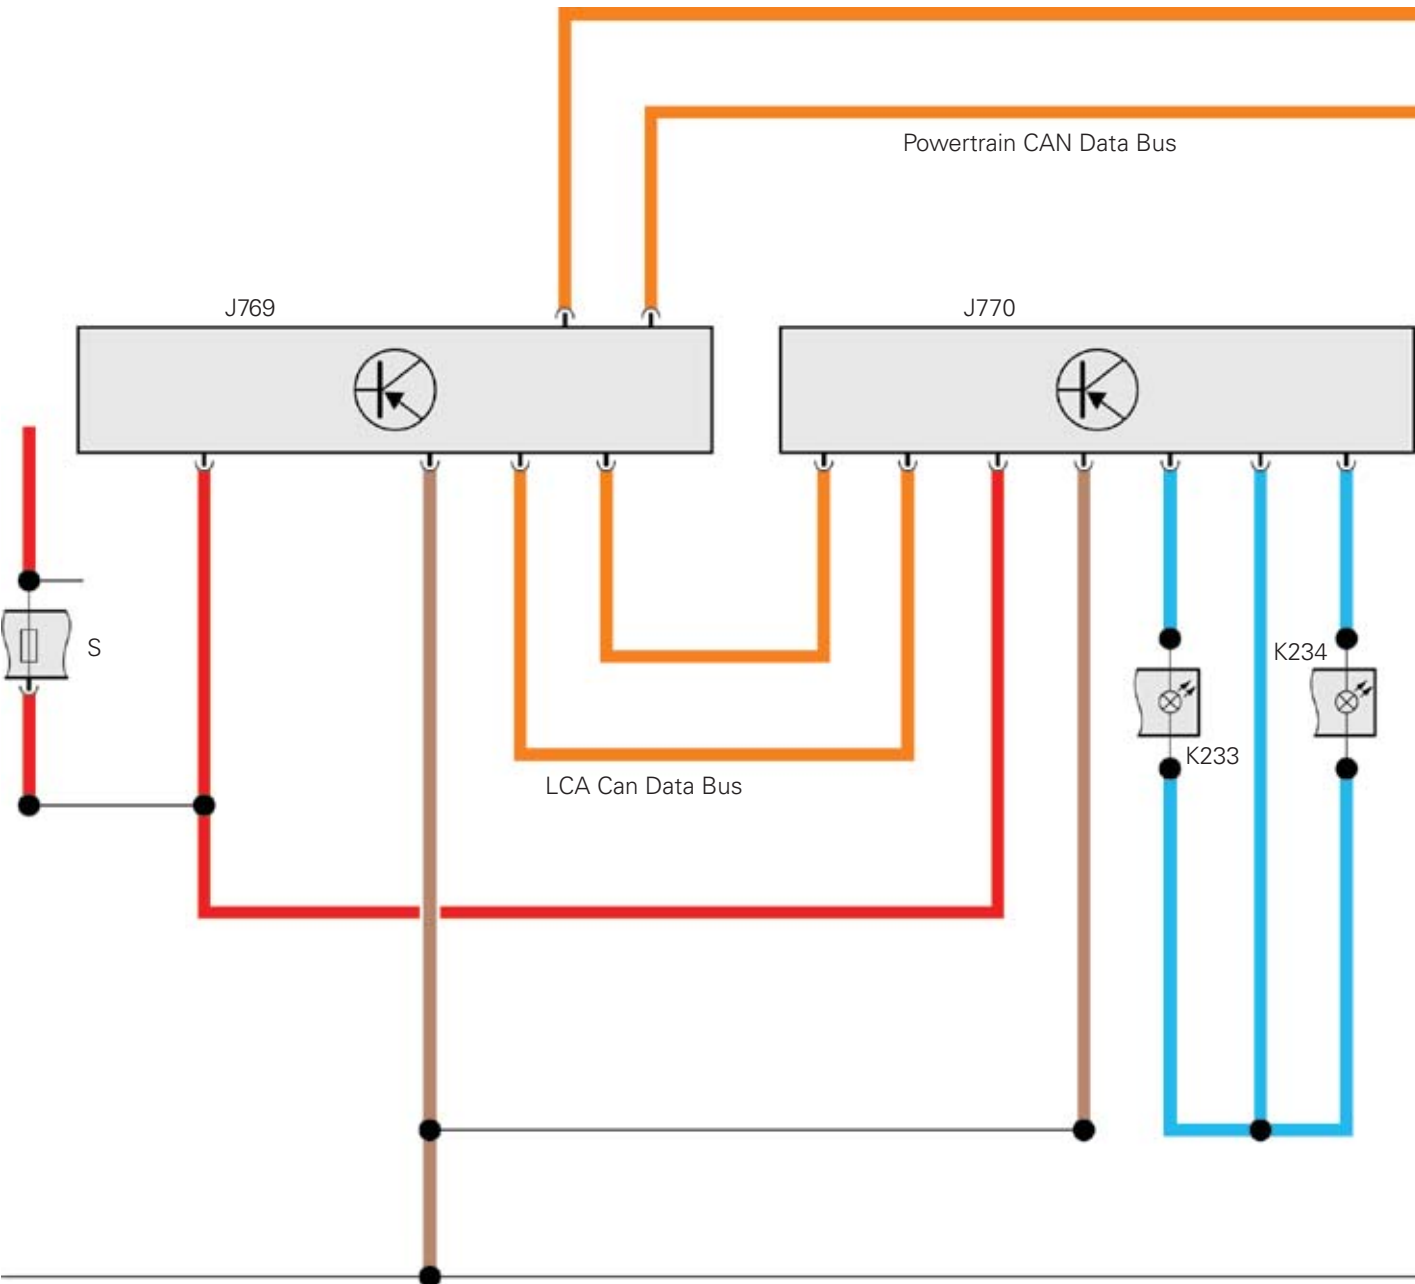 Powertrain CAN Data Bus
J769
J770
S
K234
K233
LCA Can Data Bus